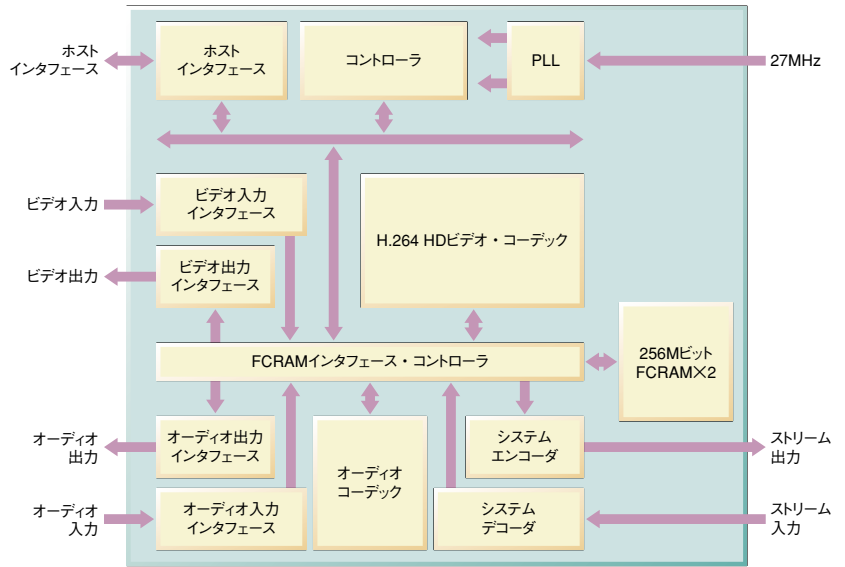 ホスト
インタフェース
ホスト
インタフェース
コントローラ
PLL
27MHz
ビデオ入力
ビデオ入力
インタフェース
H.264 HDビデオ・コーデック
ビデオ出力
ビデオ出力
インタフェース
FCRAMインタフェース・コントローラ
256Mビット
FCRAM×2
オーディオ
出力
オーディオ出力
インタフェース
オーディオ
コーデック
システム
エンコーダ
ストリーム
出力
オーディオ
入力
オーディオ入力
インタフェース
システム
デコーダ
ストリーム
入力